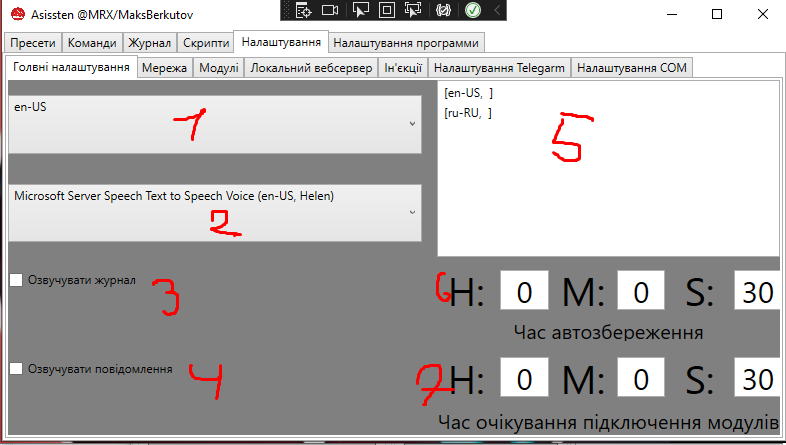 Asissten @MRX/MaksBerkutov
Пресети Команди Журнал Скрипти Налаштування Налаштування программи
Голвні налаштування Мережа Модулі Локальний вебсервер Ін'єкції Налаштування Telegarm Налаштування COM
en-US
1
[en-US, ]
[ru-RU, ]
5
Microsoft Server Speech Text to Speech Voice (en-US, Helen)
2
Озвучувати журнал
3
6
H: 0 M: 0 S: 30
Час автозбереження
Озвучувати повідомлення
4
7
H: 0 M: 0 S: 30
Час очікування підключення модулів